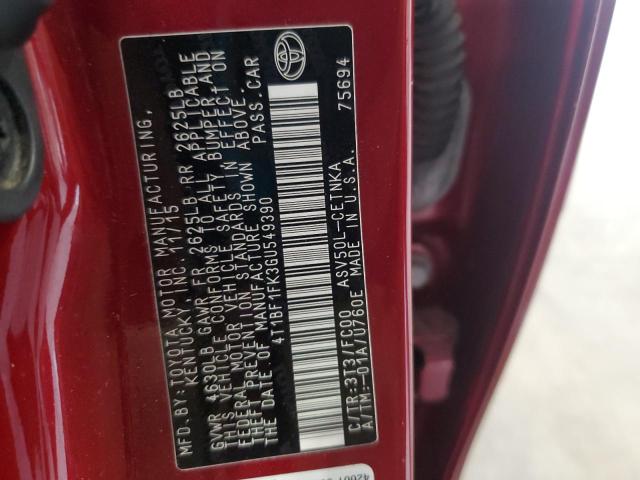 MFD. BY: TOYOTA MOTOR MANUFACTURING,
KENTUCKY, INC. 11/15
GVWR 4630LB GAWR FR 2625LB RR 2625LB
THIS VEHICLE CONFORMS TO ALL APPLICABLE
FEDERAL MOTOR VEHICLE SAFETY, BUMPER, AND
THEFT PREVENTION STANDARDS IN EFFECT ON
THE DATE OF MANUFACTURE SHOWN ABOVE.
4T1BF1FK3GU549390 PASS. CAR
C/TR:3T3/FC00 ASV50L-CETNKA
A/TM:-01A/U760E MADE IN U.S.A. 75694